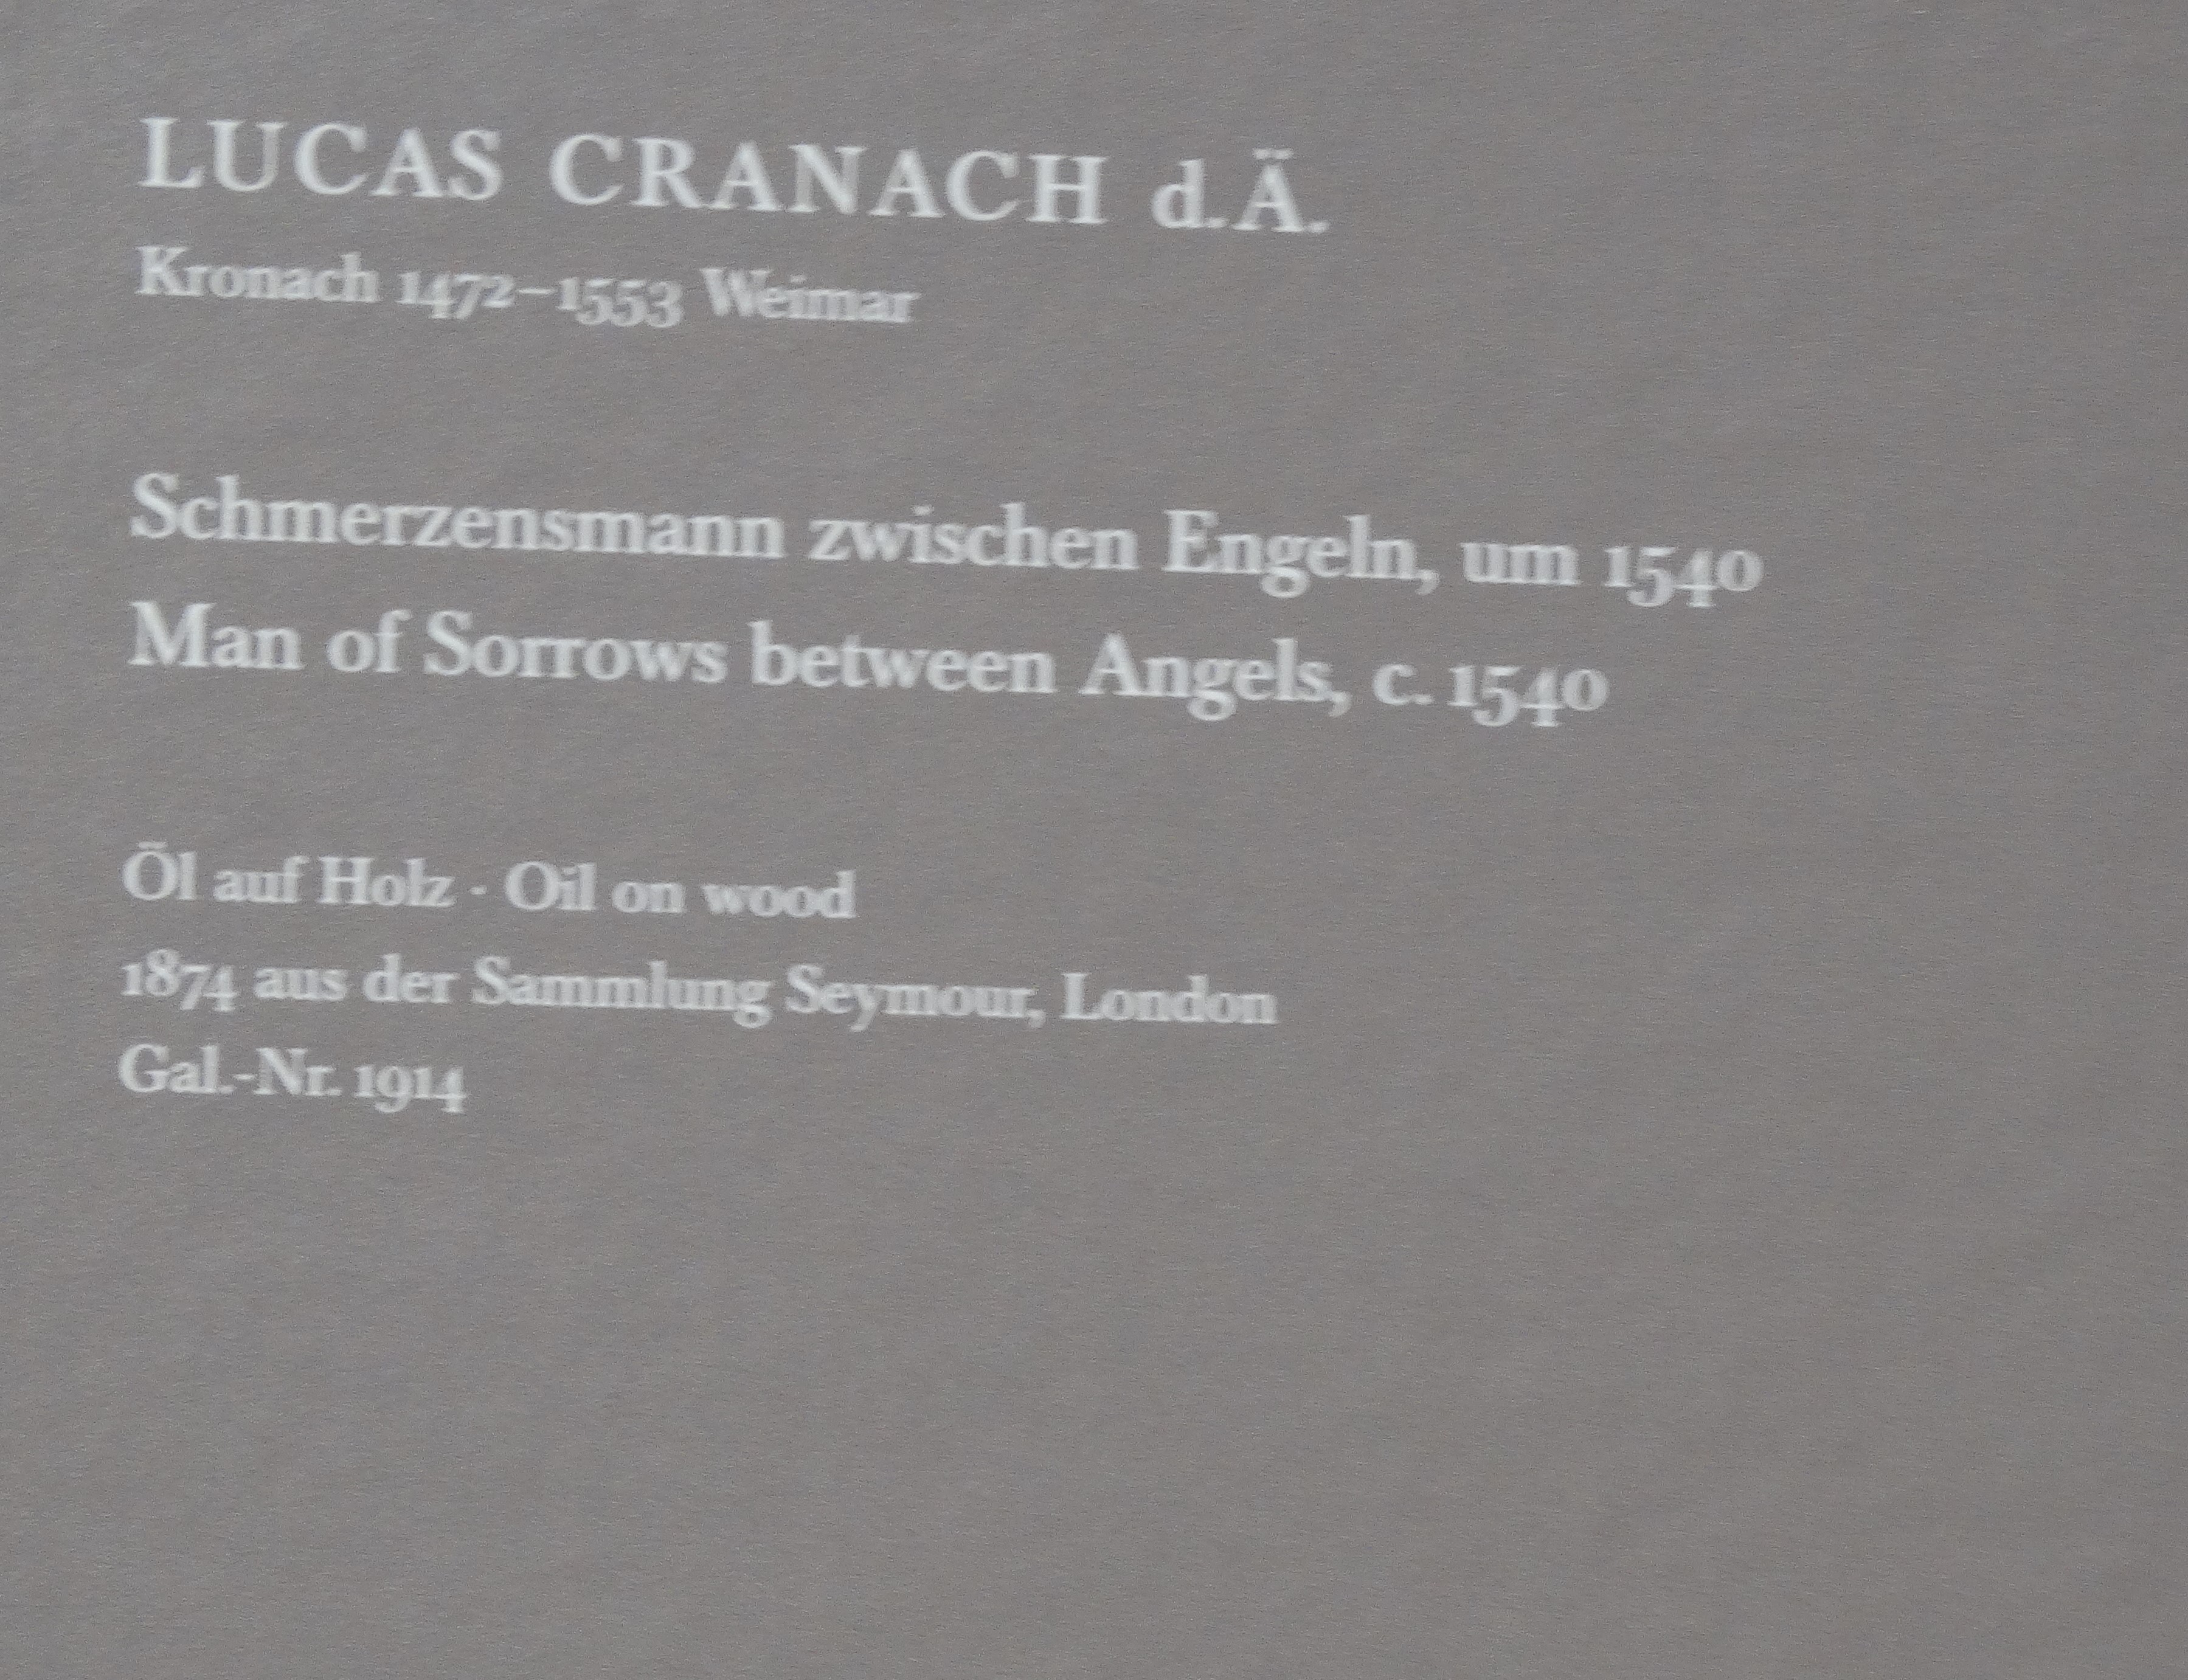 LUCAS CRANACH d.Ä.
Kronach 1472–1553 Weimar
Schmerzensmann zwischen Engeln, um 1540
Man of Sorrows between Angels, c. 1540
Öl auf Holz · Oil on wood
1874 aus der Sammlung Seymour, London
Gal.-Nr. 1914